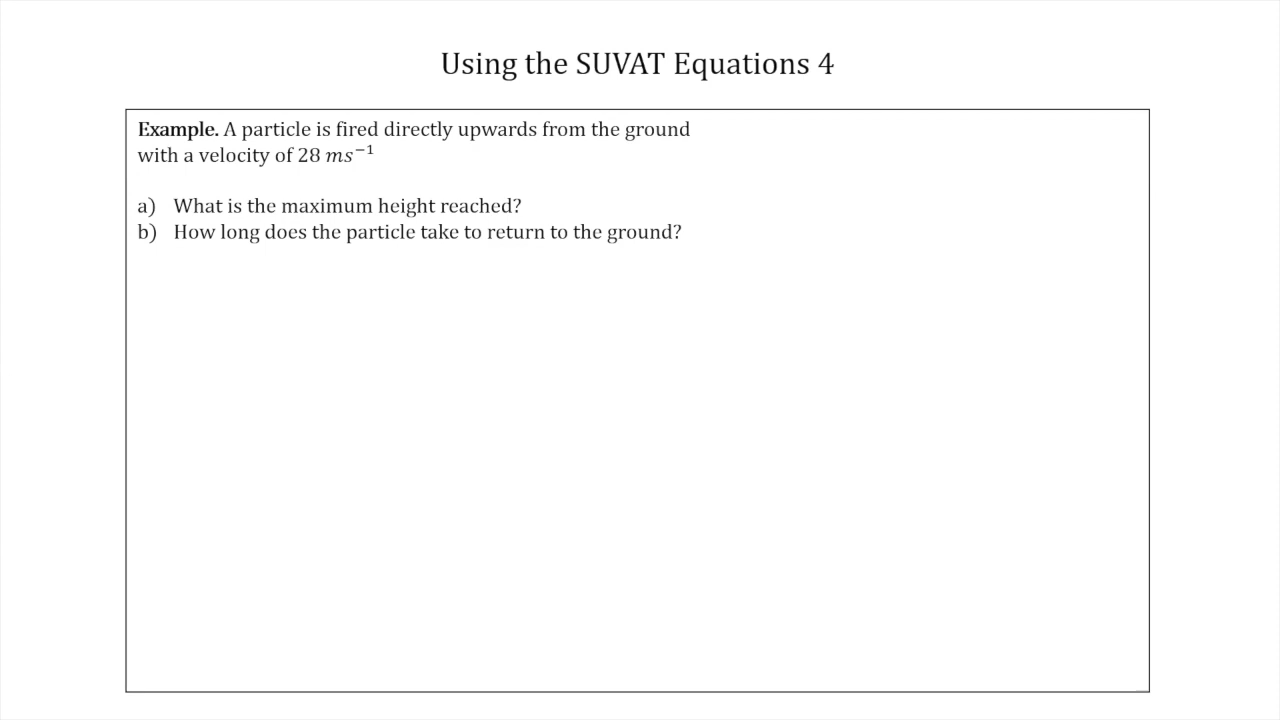 Using the SUVAT Equations 4
Example. A particle is fired directly upwards from the ground
with a velocity of 28 ms⁻¹
a) What is the maximum height reached?
b) How long does the particle take to return to the ground?